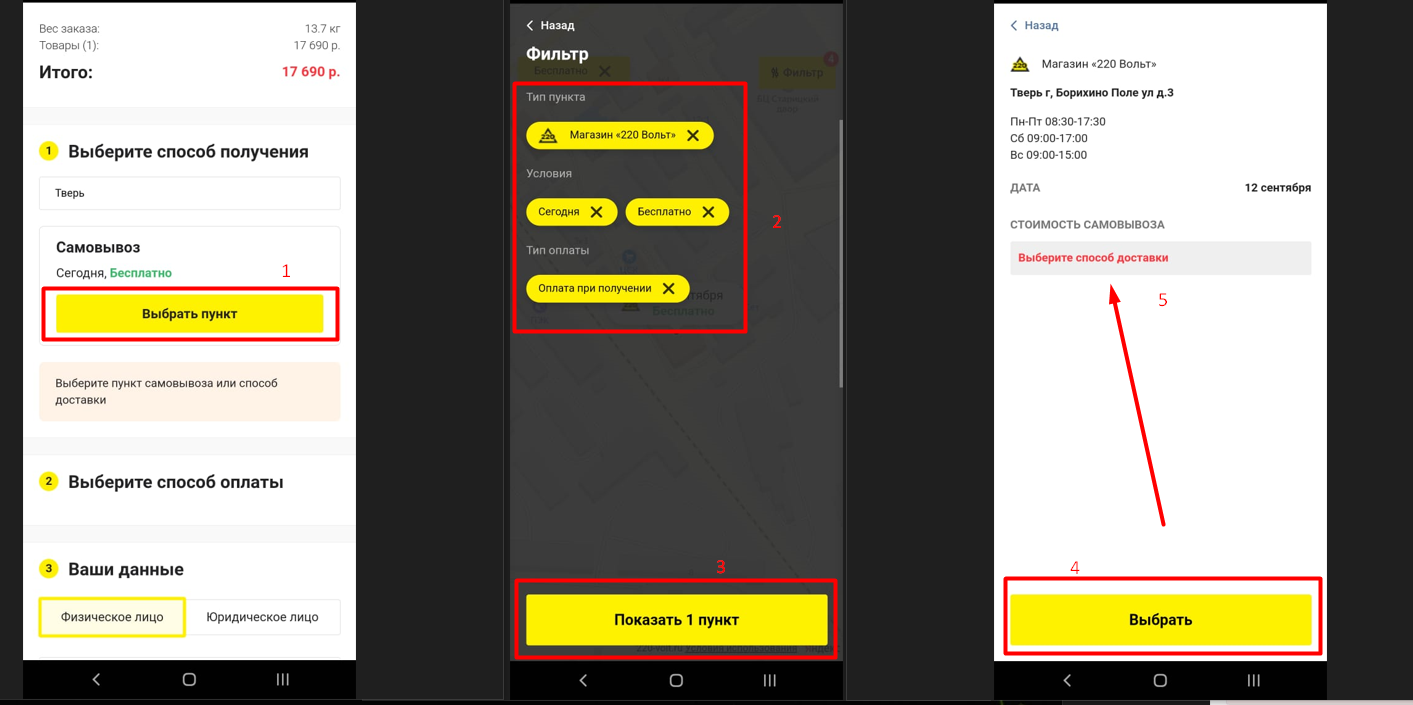 Вес заказа: 13.7 кг
Товары (1): 17 690 р.
Итого: 17 690 р.
1 Выберите способ получения
Тверь
Самовывоз
Сегодня, Бесплатно
1
Выбрать пункт
Выберите пункт самовывоза или способ
доставки
2 Выберите способ оплаты
3 Ваши данные
Физическое лицо Юридическое лицо
Назад
Фильтр
Бесплатно
Фильтр 4
Тип пункта
220 Магазин «220 Вольт»
Условия
Сегодня Бесплатно
2
Тип оплаты
Оплата при получении
Бесплатно
3
Показать 1 пункт
Условия использования
Назад
220 Магазин «220 Вольт»
Тверь г, Борихино Поле ул д.3
Пн-Пт 08:30-17:30
Сб 09:00-17:00
Вс 09:00-15:00
ДАТА 12 сентября
СТОИМОСТЬ САМОВЫВОЗА
Выберите способ доставки
5
4
Выбрать